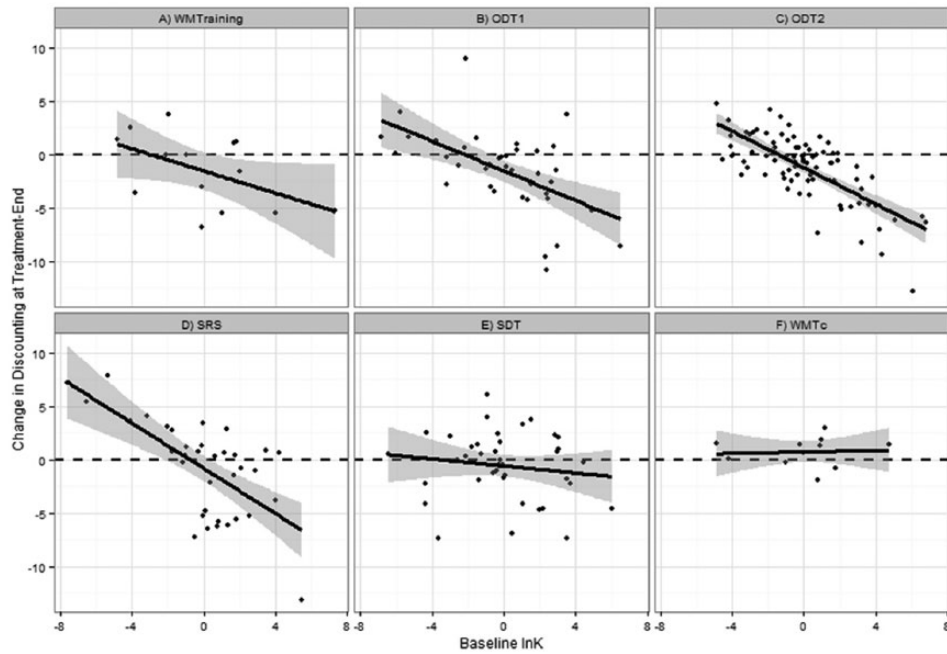 A) WMTraining
B) ODT1
C) ODT2
10
5
0
-5
-10
D) SRS
E) SDT
F) WMTc
10
5
0
-5
-10
-8 -4 0 4 8 -8 -4 0 4 8 -8 -4 0 4 8
Change in Discounting at Treatment-End
Baseline lnK